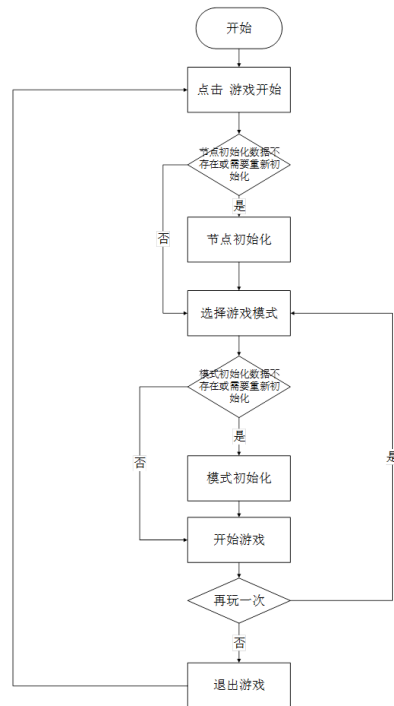 开始
点击 游戏开始
节点初始化数据不
存在或需要重新初
始化
是
否
节点初始化
选择游戏模式
模式初始化数据不
存在或需要重新初
始化
是
否
是
模式初始化
开始游戏
再玩一次
否
退出游戏